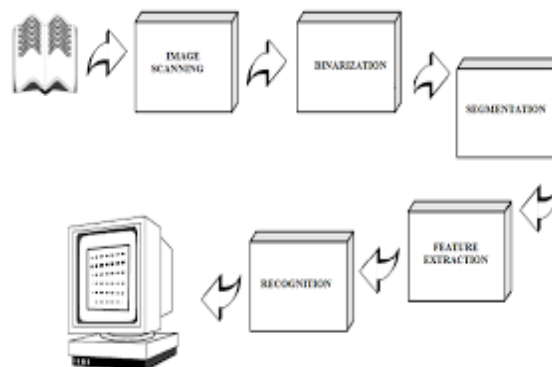 IMAGE
SCANNING
BINARIZATION
SEGMENTATION
FEATURE
EXTRACTION
RECOGNITION